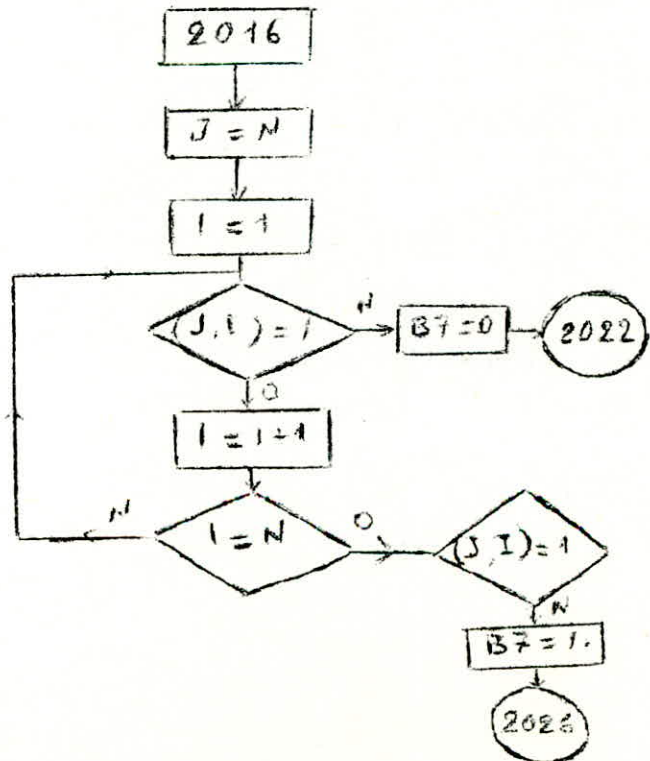 2016
J = N
I = 1
(J, I) = 1
N
B7=0
2022
O
I = I+1
N
I = N
O
(J, I) = 1
N
B7=1.
2026